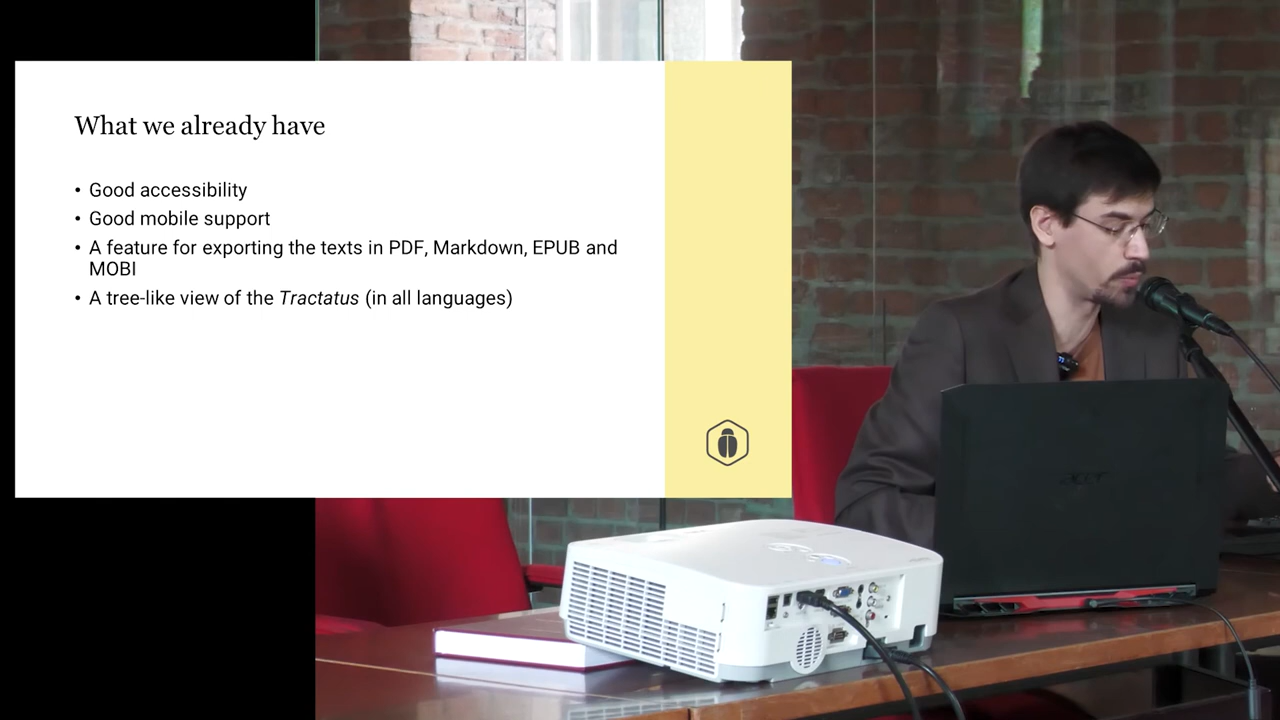 What we already have
• Good accessibility
• Good mobile support
• A feature for exporting the texts in PDF, Markdown, EPUB and
MOBI
• A tree-like view of the Tractatus (in all languages)
acer